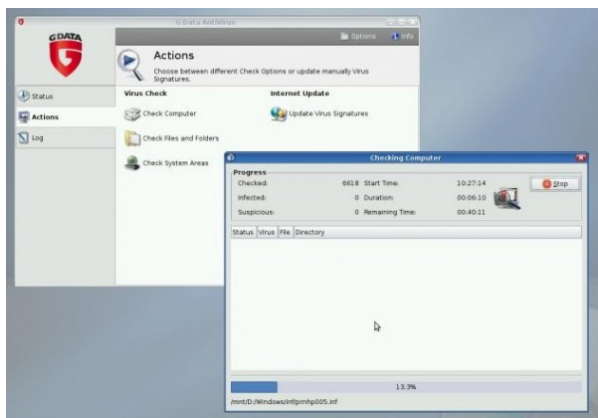 G Data AntiVirus
GDATA
Options
Info
Actions
Choose between different Check Options or update manually Virus
Signatures.
Status
Actions
Log
Virus Check
Internet Update
Check Computer
Update Virus Signatures
Check Files and Folders
Check System Areas
Checking Computer
Progress
Checked: 6618 Start Time: 10:27:14
Stop
Infected: 0 Duration: 00:06:10
Suspicious: 0 Remaining Time: 00:40:11
Status Virus File Directory
13.3%
/mnt/D:/Windows/inf/prnhp005.inf